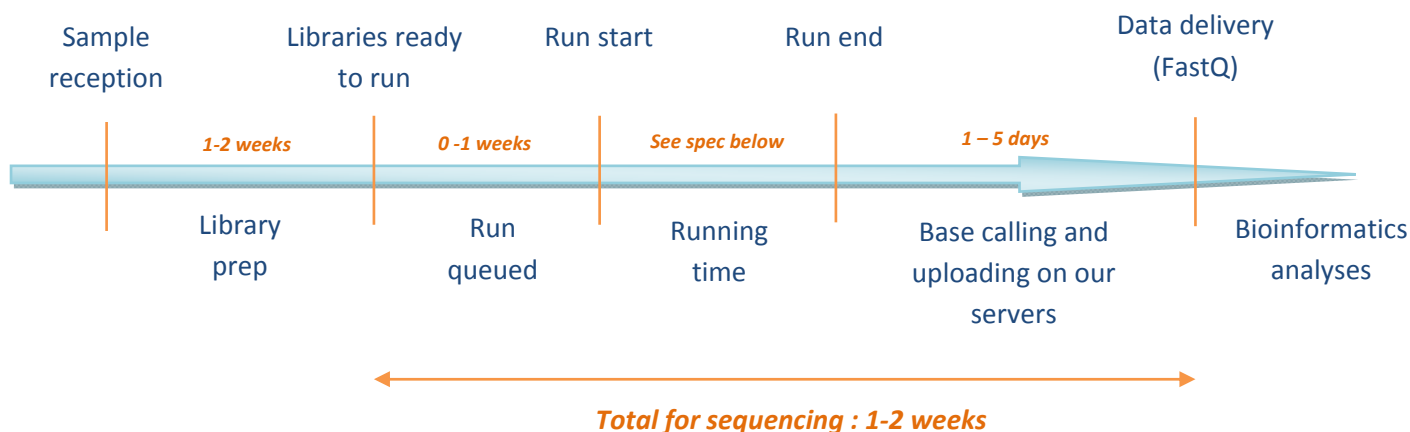 Sample
reception
Libraries ready
to run
Run start
Run end
Data delivery
(FastQ)
1-2 weeks
0 -1 weeks
See spec below
1 – 5 days
Library
prep
Run
queued
Running
time
Base calling and
uploading on our
servers
Bioinformatics
analyses
Total for sequencing : 1-2 weeks